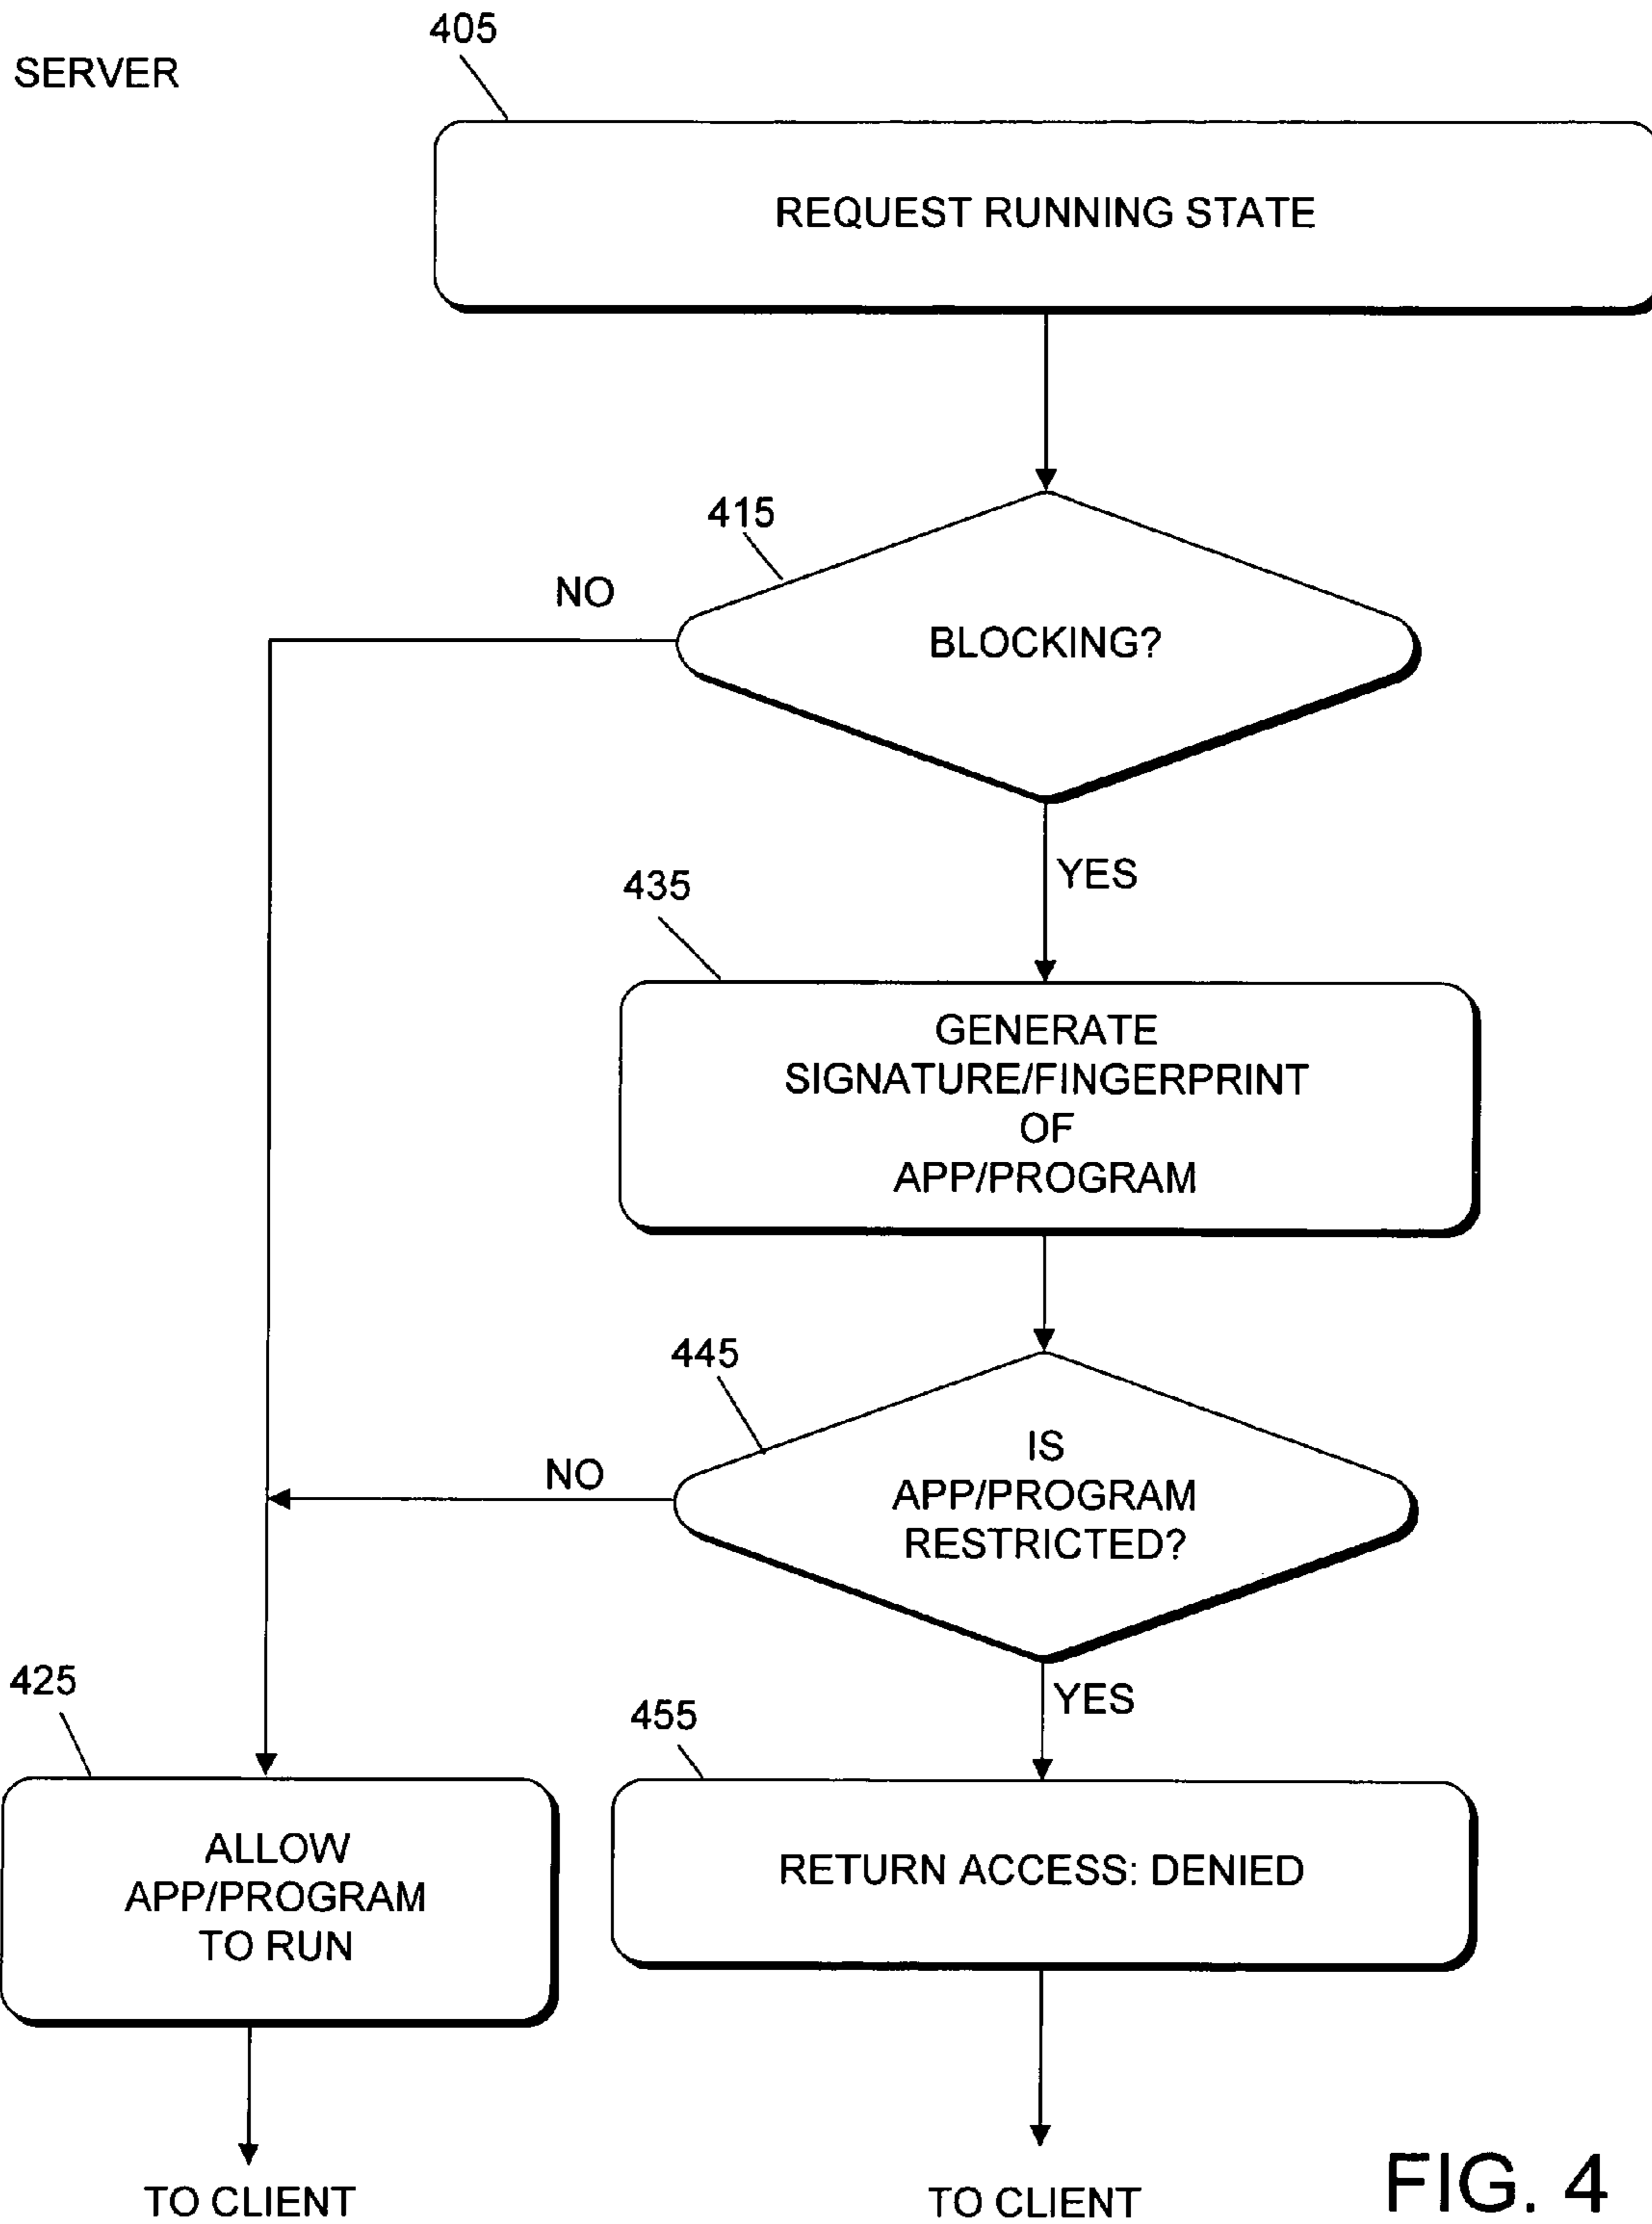 405
SERVER
REQUEST RUNNING STATE
415
NO
BLOCKING?
YES
435
GENERATE
SIGNATURE/FINGERPRINT
OF
APP/PROGRAM
445
NO
IS
APP/PROGRAM
RESTRICTED?
YES
425
455
ALLOW
APP/PROGRAM
TO RUN
RETURN ACCESS: DENIED
TO CLIENT
TO CLIENT
FIG. 4